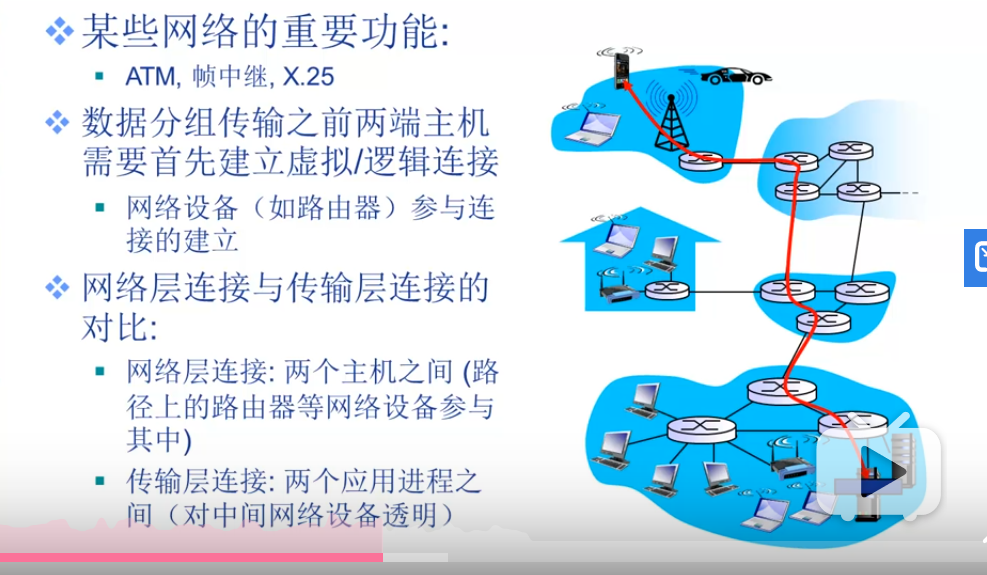 某些网络的重要功能:
ATM, 帧中继, X.25
数据分组传输之前两端主机
需要首先建立虚拟/逻辑连接
网络设备（如路由器）参与连
接的建立
网络层连接与传输层连接的
对比:
网络层连接: 两个主机之间 (路
径上的路由器等网络设备参与
其中)
传输层连接: 两个应用进程之
间（对中间网络设备透明）